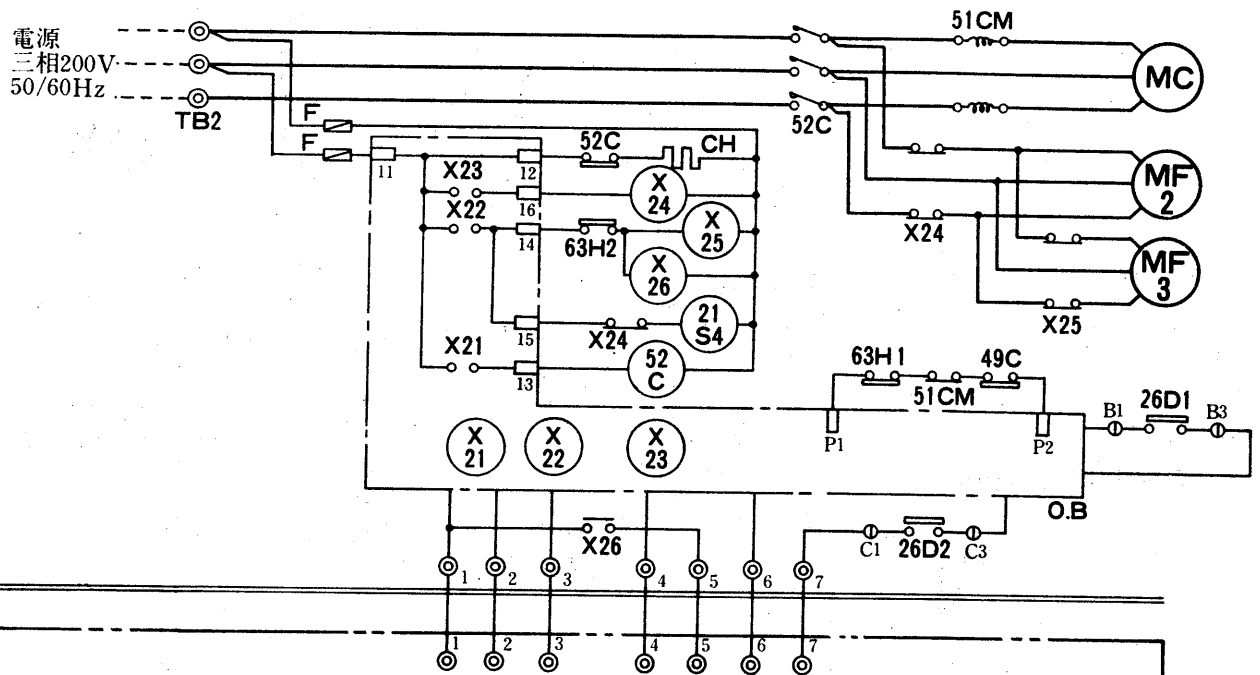 電源
三相200V
50/60Hz
TB2
F
F
51CM
MC
52C
52C
CH
11
12
X23
X
24
16
X22
14
63H2
X
25
X
26
MF
2
X24
MF
3
X25
15
X24
21
S4
X21
13
52
C
63H1
51CM
49C
P1
P2
B1
26D1
B3
X
21
X
22
X
23
O.B
X26
C1
26D2
C3
1
2
3
4
5
6
7
1
2
3
4
5
6
7